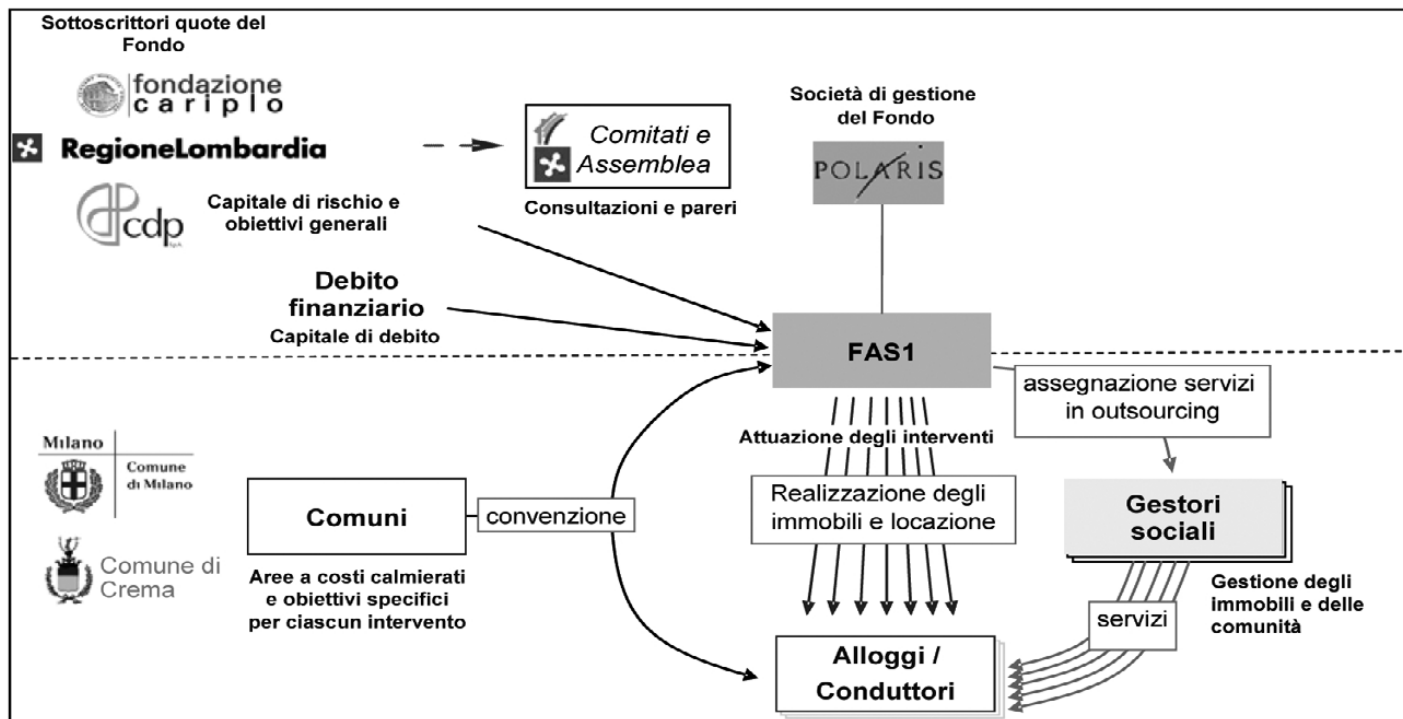 Sottoscrittori quote del
Fondo
fondazione
cariplo
RegioneLombardia
cdp
Capitale di rischio e
obiettivi generali
Comitati e
Assemblea
Consultazioni e pareri
Società di gestione
del Fondo
POLARIS
Debito
finanziario
Capitale di debito
FAS1
assegnazione servizi
in outsourcing
Attuazione degli interventi
Realizzazione degli
immobili e locazione
Milano
Comune
di Milano
Comune di
Crema
Comuni
convenzione
Aree a costi calmierati
e obiettivi specifici
per ciascun intervento
Gestori
sociali
Gestione degli
immobili e delle
comunità
servizi
Alloggi /
Conduttori